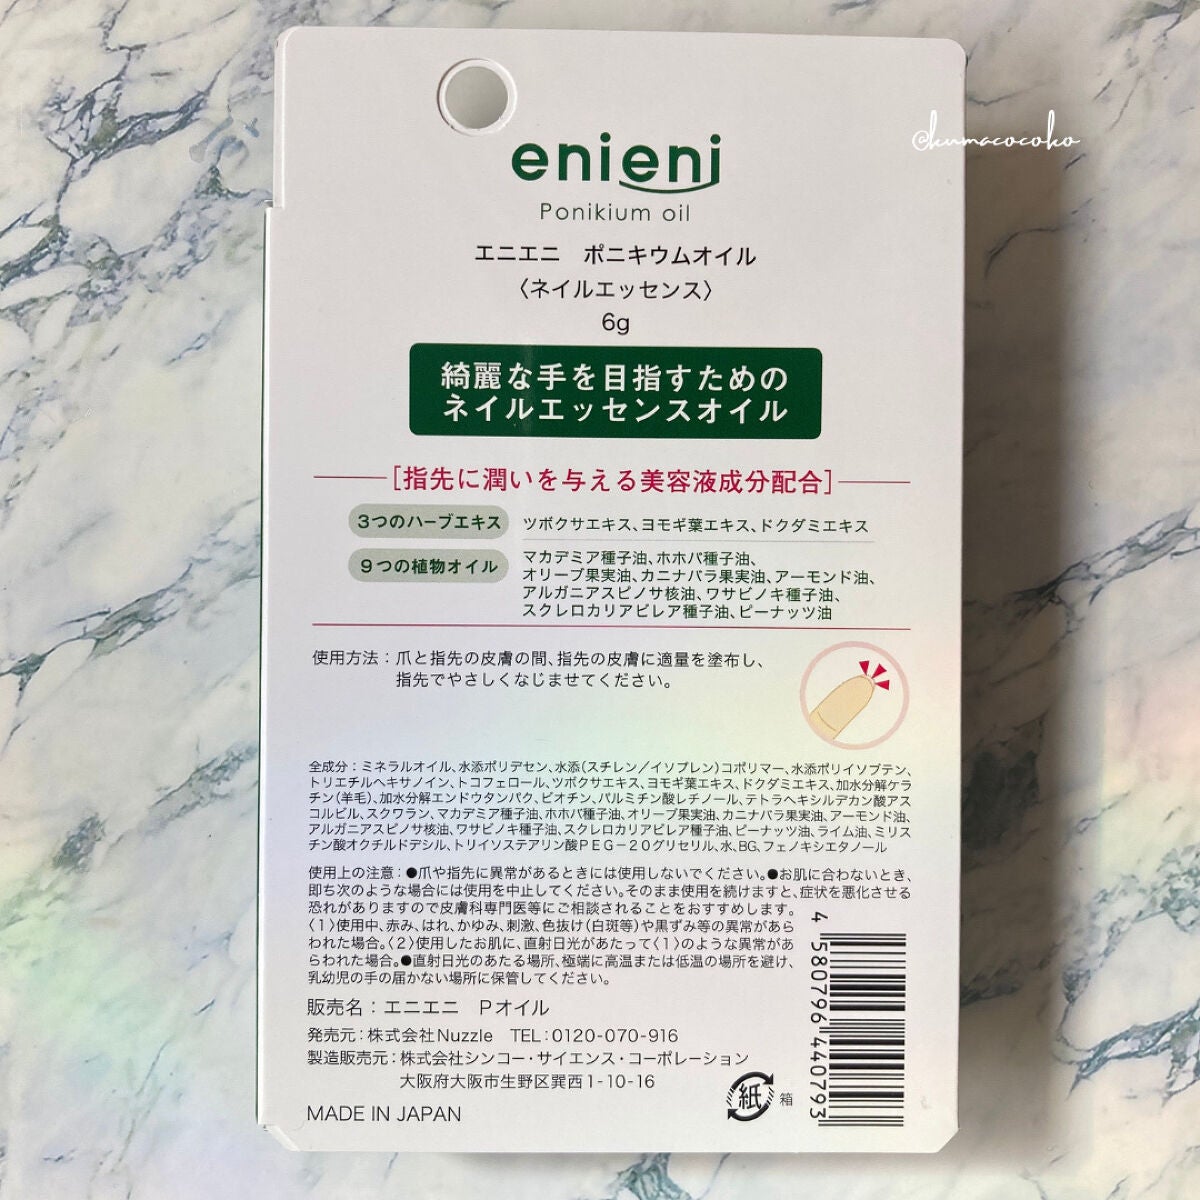 @kumacocoko
enieni
Ponikium oil
エニエニ　ポニキウムオイル
〈ネイルエッセンス〉
6g
綺麗な手を目指すための
ネイルエッセンスオイル
[指先に潤いを与える美容液成分配合]
3つのハーブエキス
ツボクサエキス、ヨモギ葉エキス、ドクダミエキス
9つの植物オイル
マカデミア種子油、ホホバ種子油、
オリーブ果実油、カニナバラ果実油、アーモンド油、
アルガニアスピノサ核油、ワサビノキ種子油、
スクレロカリアビレア種子油、ピーナッツ油
使用方法：爪と指先の皮膚の間、指先の皮膚に適量を塗布し、
指先でやさしくなじませてください。
全成分：ミネラルオイル、水添ポリデセン、水添(スチレン／イソプレン)コポリマー、水添ポリイソブテン、
トリエチルヘキサノイン、トコフェロール、ツボクサエキス、ヨモギ葉エキス、ドクダミエキス、加水分解ケラ
チン(羊毛)、加水分解エンドウタンパク、ビオチン、パルミチン酸レチノール、テトラヘキシルデカン酸アス
コルビル、スクワラン、マカデミア種子油、ホホバ種子油、オリーブ果実油、カニナバラ果実油、アーモンド油、
アルガニアスピノサ核油、ワサビノキ種子油、スクレロカリアビレア種子油、ピーナッツ油、ライム油、ミリス
チン酸オクチルドデシル、トリイソステアリン酸PEG－20グリセリル、水、BG、フェノキシエタノール
使用上の注意：●爪や指先に異常があるときには使用しないでください。●お肌に合わないとき、
即ち次のような場合には使用を中止してください。そのまま使用を続けますと、症状を悪化させる
恐れがありますので皮膚科専門医等にご相談されることをおすすめします。
〈1〉使用中、赤み、はれ、かゆみ、刺激、色抜け(白斑等)や黒ずみ等の異常があら
われた場合。〈2〉使用したお肌に、直射日光があたって〈1〉のような異常があ
らわれた場合。●直射日光のあたる場所、極端に高温または低温の場所を避け、
乳幼児の手の届かない場所に保管してください。
販売名：エニエニ　Pオイル
発売元：株式会社Nuzzle　TEL：0120-070-916
製造販売元：株式会社シンコー・サイエンス・コーポレーション
大阪府大阪市生野区巽西1-10-16
MADE IN JAPAN
紙
箱
4 580796 440793